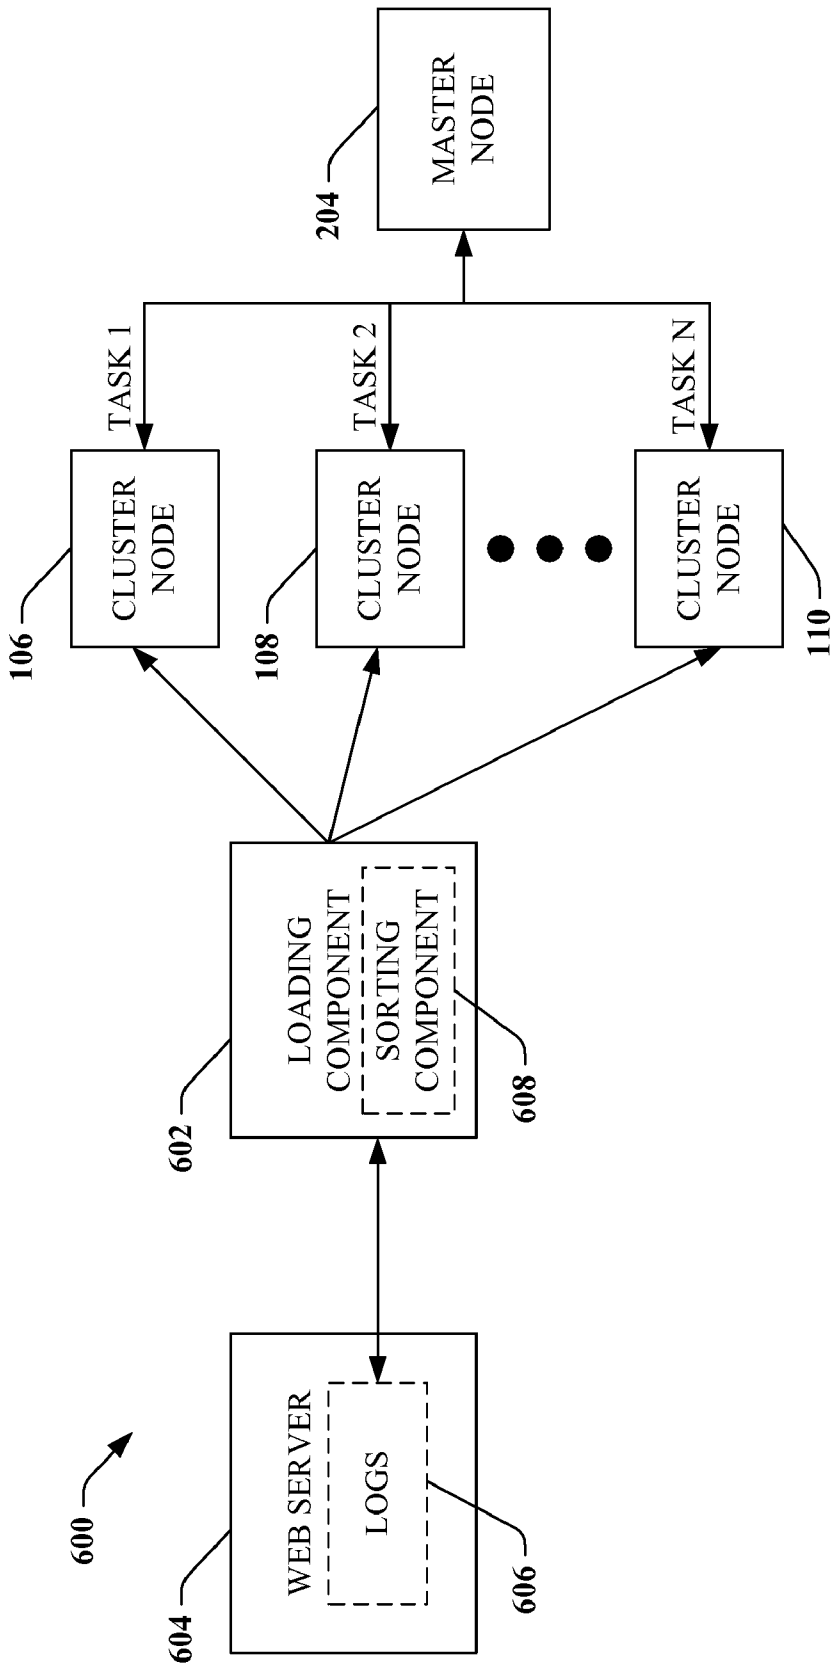 600
604
WEB SERVER
LOGS
606
602
LOADING
COMPONENT
SORTING
COMPONENT
608
106
CLUSTER
NODE
TASK 1
108
CLUSTER
NODE
TASK 2
110
CLUSTER
NODE
TASK N
204
MASTER
NODE